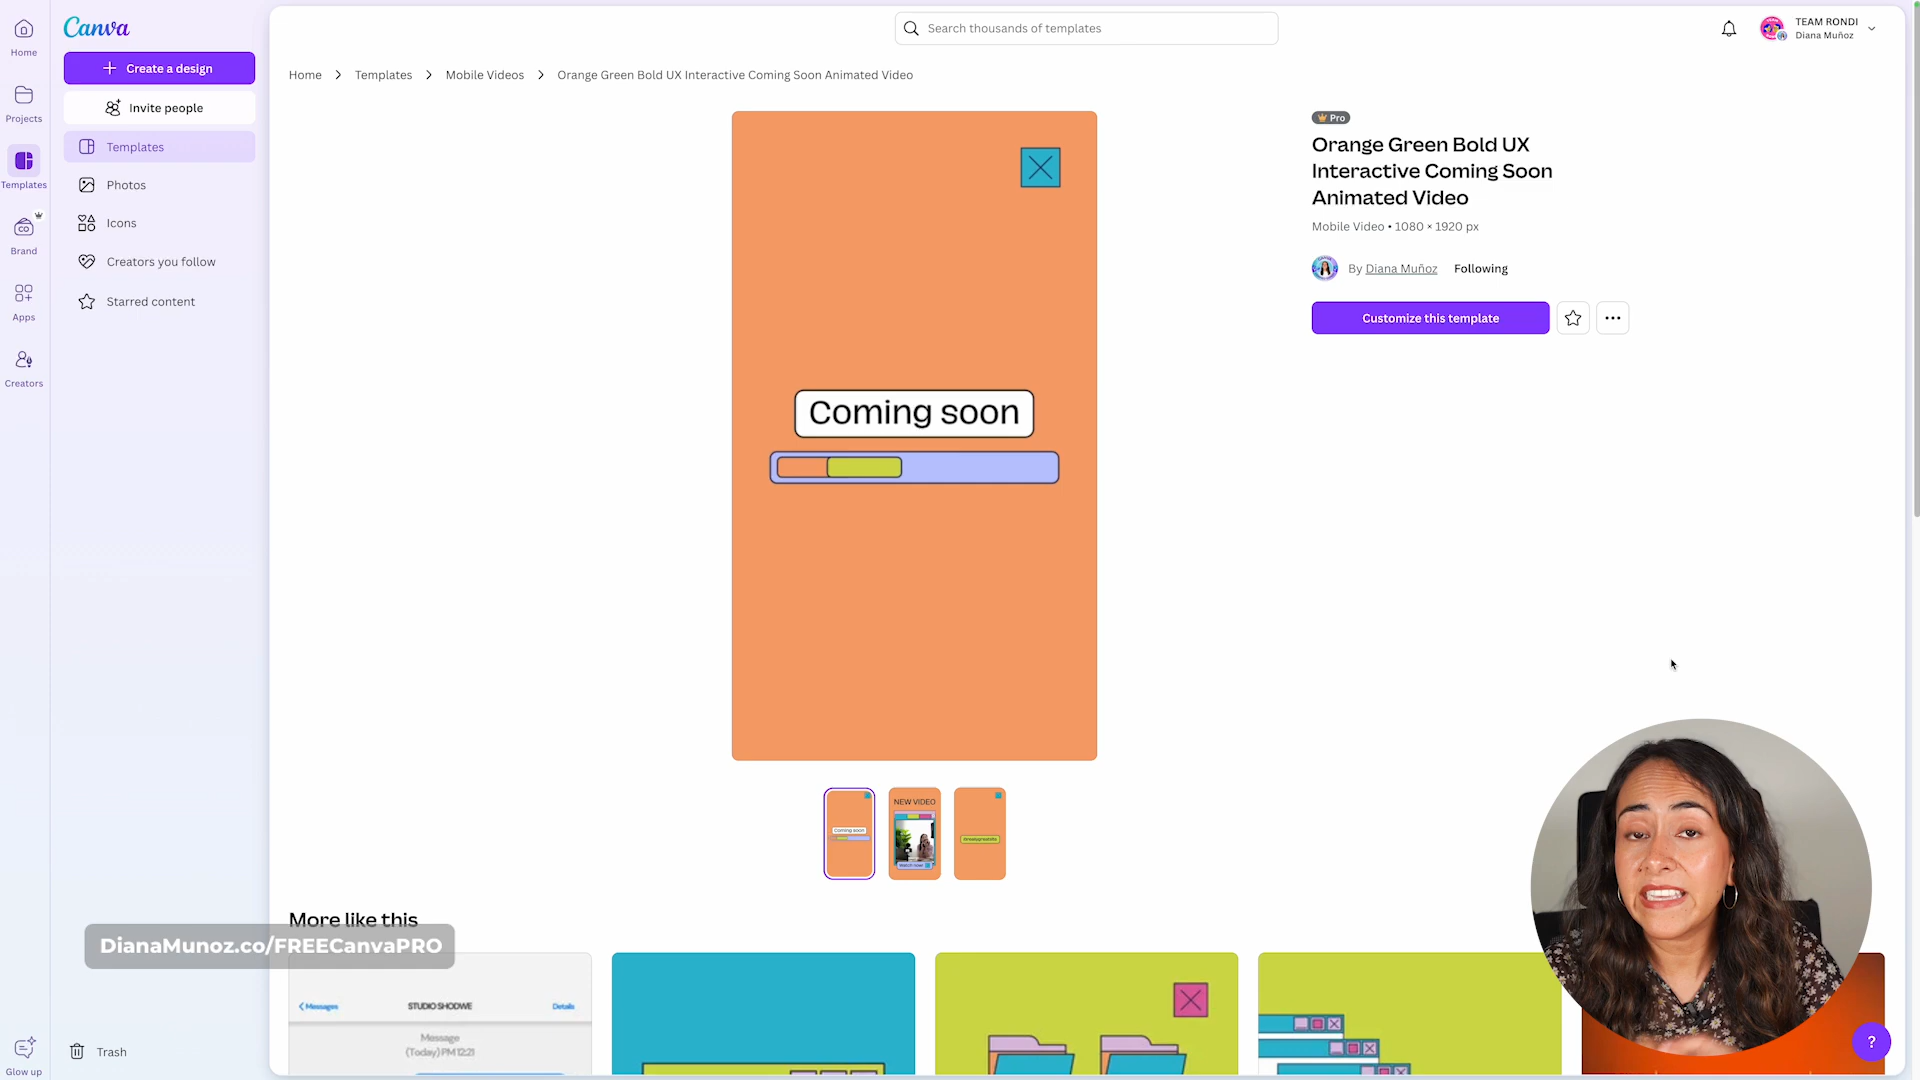 Home
Projects
Templates
Brand
Apps
Creators
Glow up
Canva
Create a design
Invite people
Templates
Photos
Icons
Creators you follow
Starred content
Trash
Search thousands of templates
TEAM RONDI
Diana Muñoz
Home > Templates > Mobile Videos > Orange Green Bold UX Interactive Coming Soon Animated Video
Coming soon
Pro
Orange Green Bold UX
Interactive Coming Soon
Animated Video
Mobile Video • 1080 × 1920 px
By Diana Muñoz Following
Customize this template
Coming soon
NEW VIDEO
More like this
DianaMunoz.co/FREECanvaPRO
Messages STUDIO SHODWE Details
Message
(Today) PM 12:21
?